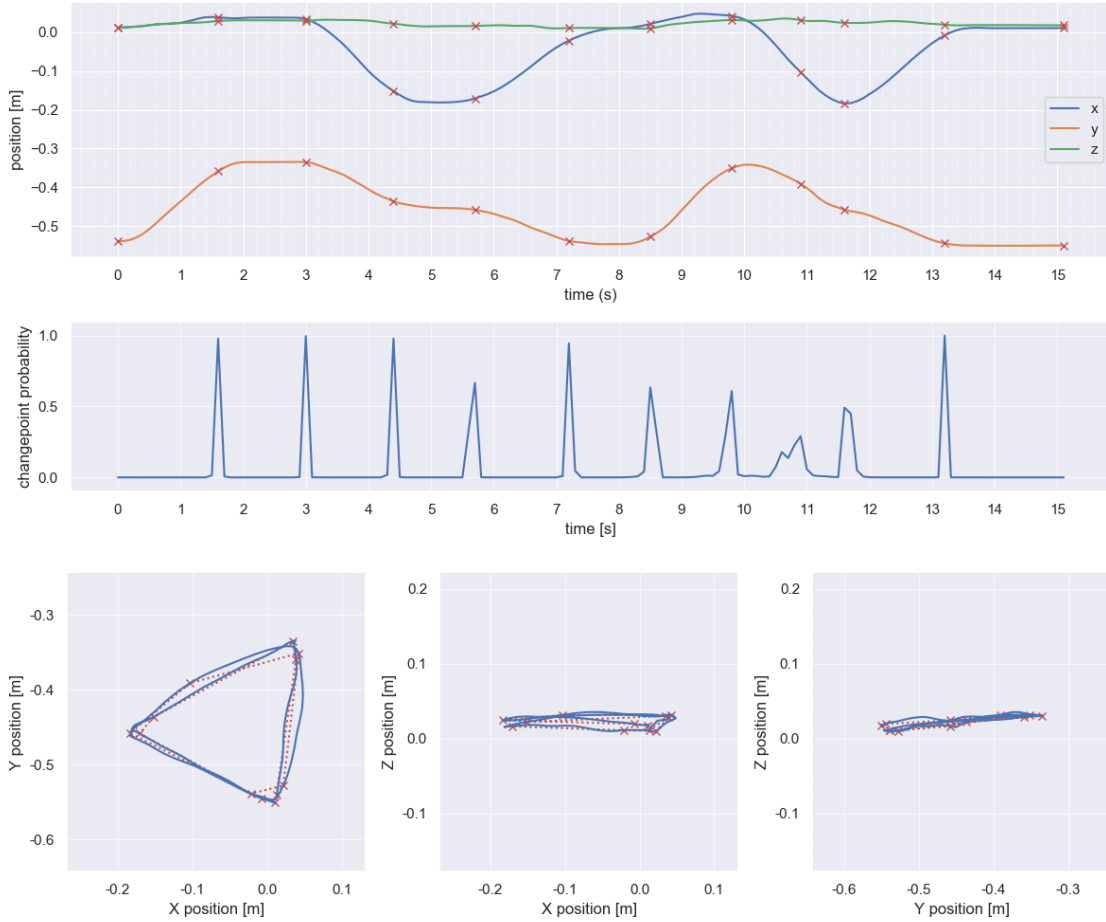 0.0
−0.1
−0.2
−0.3
−0.4
−0.5
position [m]
x
y
z
0 1 2 3 4 5 6 7 8 9 10 11 12 13 14 15
time (s)
1.0
0.5
0.0
changepoint probability
0 1 2 3 4 5 6 7 8 9 10 11 12 13 14 15
time [s]
-0.3
-0.4
-0.5
-0.6
Y position [m]
-0.2 -0.1 0.0 0.1
X position [m]
0.2
0.1
0.0
-0.1
Z position [m]
-0.2 -0.1 0.0 0.1
X position [m]
0.2
0.1
0.0
-0.1
Z position [m]
-0.6 -0.5 -0.4 -0.3
Y position [m]